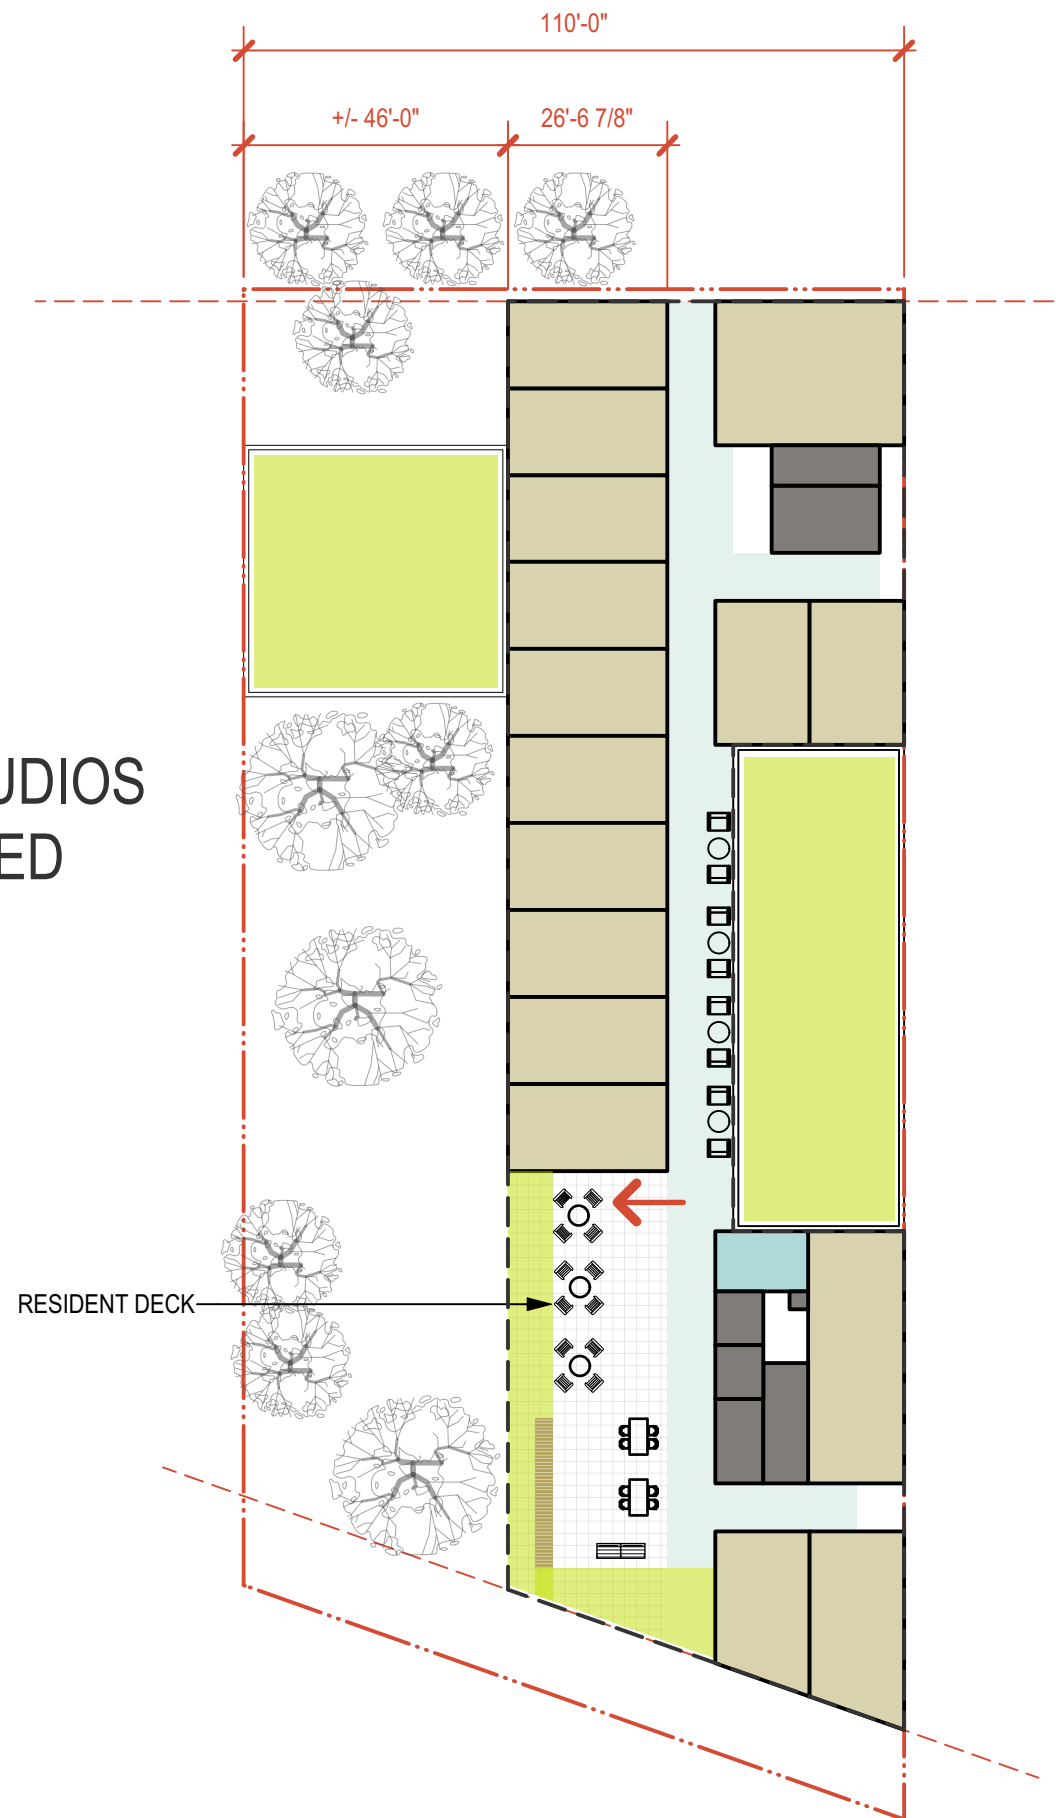 110'-0"
+/- 46'-0"
26'-6 7/8"
UDIOS
ED
RESIDENT DECK